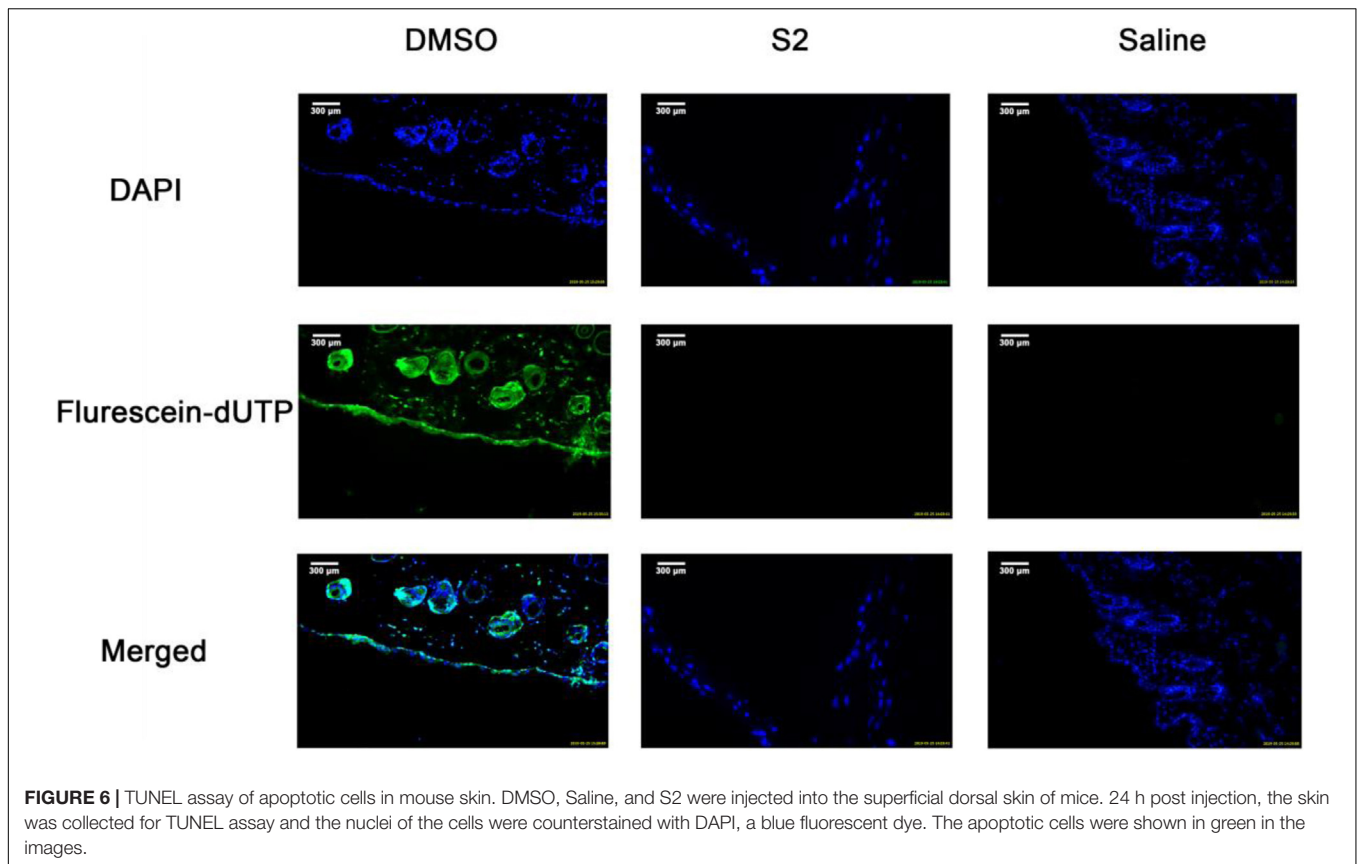 DMSO S2 Saline
DAPI
300 µm 300 µm 300 µm
Flurescein-dUTP
300 µm 300 µm 300 µm
Merged
300 µm 300 µm 300 µm
FIGURE 6 | TUNEL assay of apoptotic cells in mouse skin. DMSO, Saline, and S2 were injected into the superficial dorsal skin of mice. 24 h post injection, the skin
was collected for TUNEL assay and the nuclei of the cells were counterstained with DAPI, a blue fluorescent dye. The apoptotic cells were shown in green in the
images.